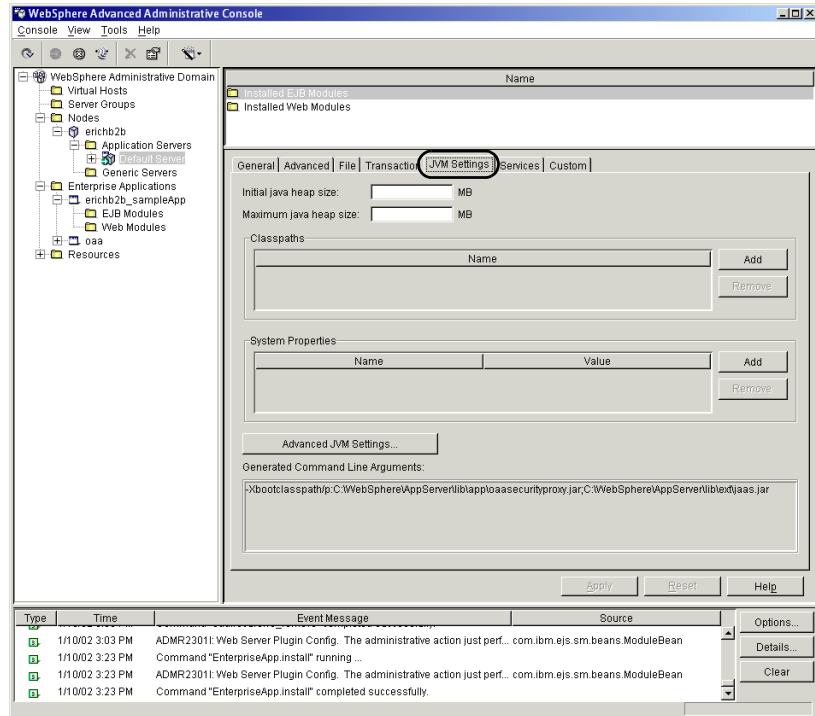 WebSphere Advanced Administrative Console
Console View Tools Help
WebSphere Administrative Domain
Virtual Hosts
Server Groups
Nodes
erichb2b
Application Servers
Default Server
Generic Servers
Enterprise Applications
erichb2b_sampleApp
EJB Modules
Web Modules
oaa
Resources
Name
Installed EJB Modules
Installed Web Modules
General Advanced File Transaction JVM Settings Services Custom
Initial java heap size: MB
Maximum java heap size: MB
Classpaths
Name
Add
Remove
System Properties
Name Value
Add
Remove
Advanced JVM Settings...
Generated Command Line Arguments:
-Xbootclasspath/p:C:\WebSphere\AppServer\lib\app\oaasecurityproxy.jar;C:\WebSphere\AppServer\lib\ext\jaas.jar
Apply Reset Help
Type Time Event Message Source
1/10/02 3:03 PM ADMR2301I: Web Server Plugin Config. The administrative action just perf... com.ibm.ejs.sm.beans.ModuleBean
1/10/02 3:23 PM Command "EnterpriseApp.install" running ...
1/10/02 3:23 PM ADMR2301I: Web Server Plugin Config. The administrative action just perf... com.ibm.ejs.sm.beans.ModuleBean
1/10/02 3:23 PM Command "EnterpriseApp.install" completed successfully.
Options...
Details...
Clear